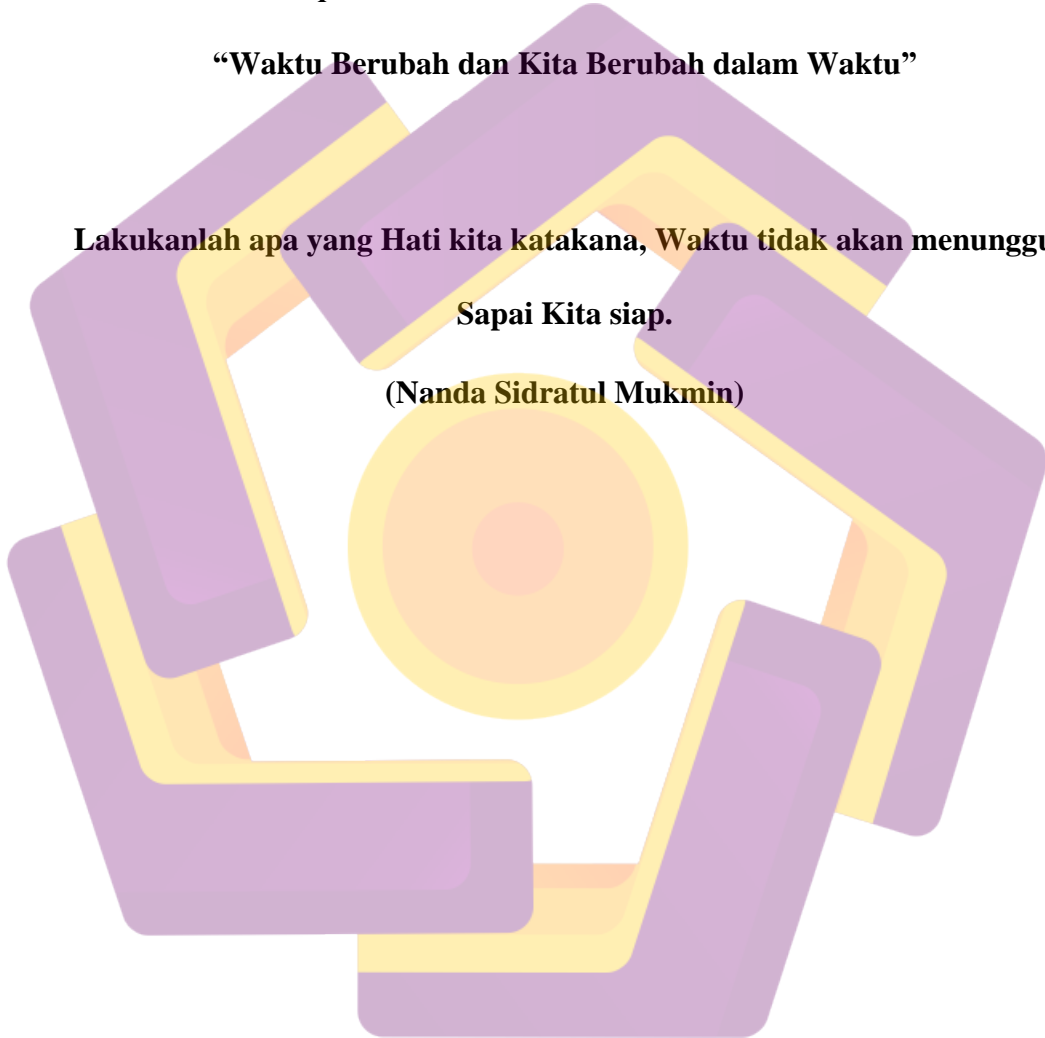 “Waktu Berubah dan Kita Berubah dalam Waktu”
Lakukanlah apa yang Hati kita katakana, Waktu tidak akan menunggu
Sapai Kita siap.
(Nanda Sidratul Mukmin)